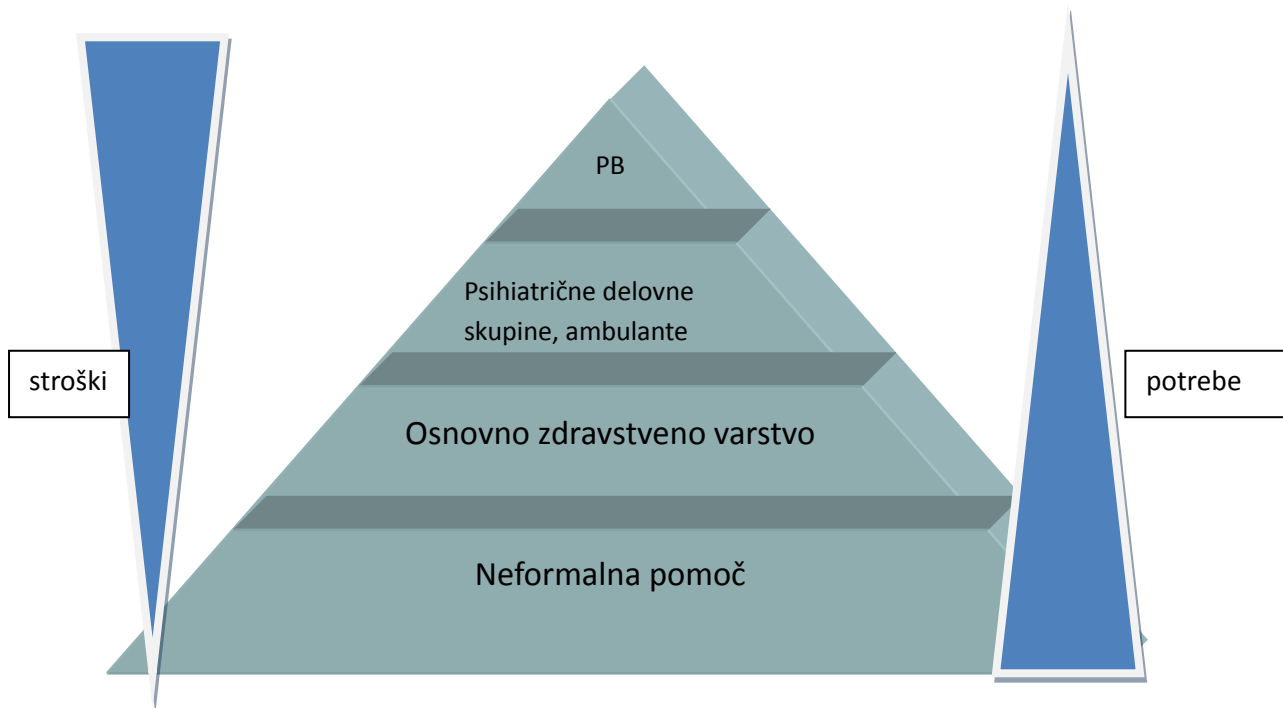 PB
Psihiatrične delovne
skupine, ambulante
stroški
potrebe
Osnovno zdravstveno varstvo
Neformalna pomoč